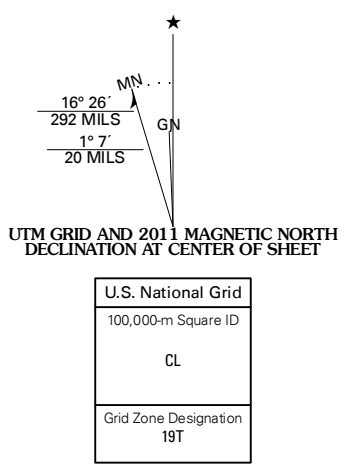 ★
MN
16° 26´
292 MILS
GN
1° 7´
20 MILS
UTM GRID AND 2011 MAGNETIC NORTH
DECLINATION AT CENTER OF SHEET
U.S. National Grid
100,000-m Square ID
CL
Grid Zone Designation
19T